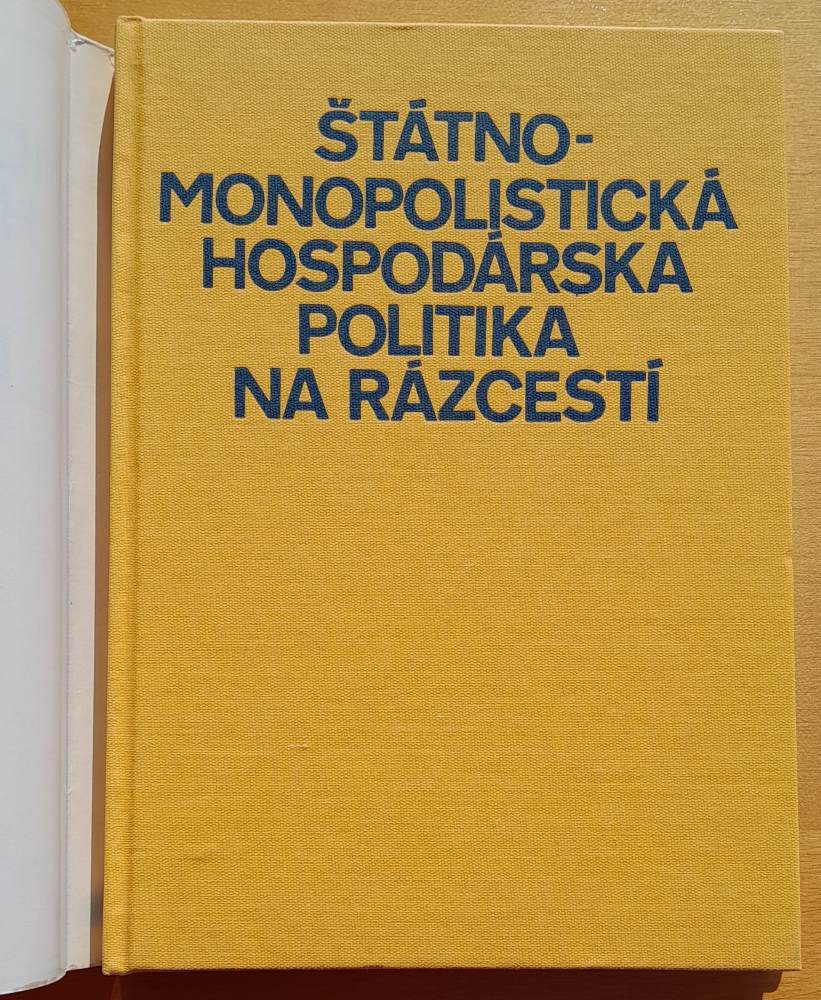 ŠTÁTNO-
MONOPOLISTICKÁ
HOSPODÁRSKA
POLITIKA
NA RÁZCESTÍ